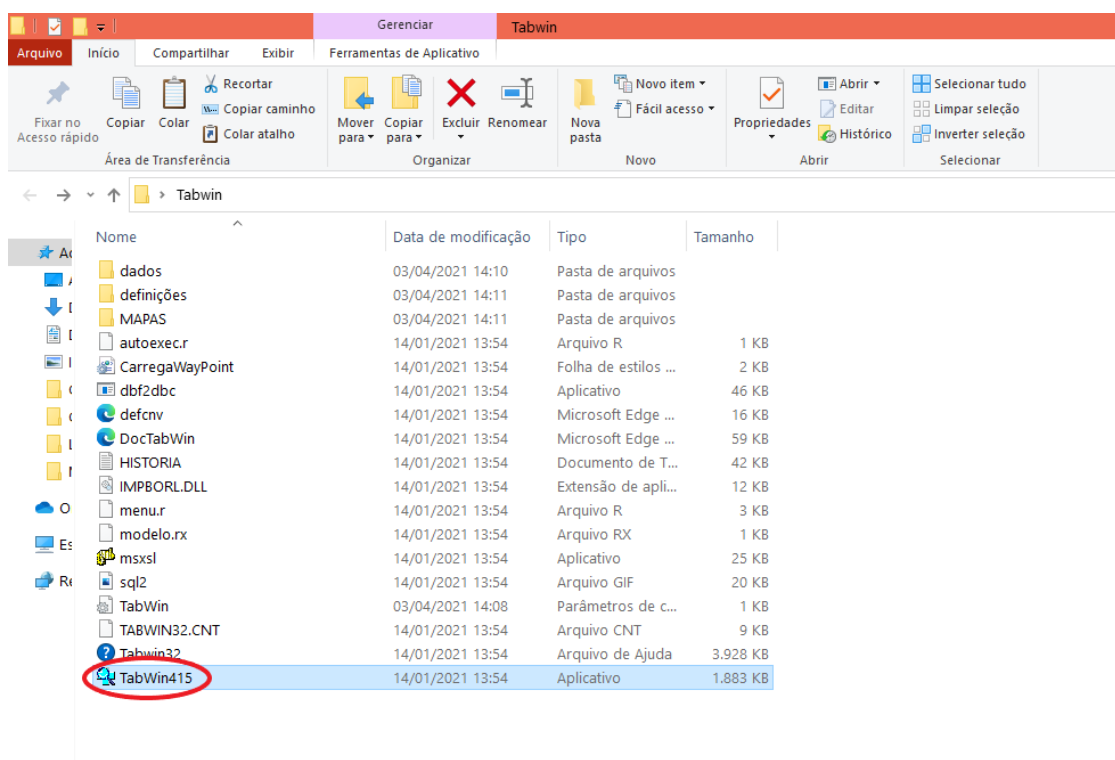 Gerenciar Tabwin
Arquivo Início Compartilhar Exibir Ferramentas de Aplicativo
Fixar no
Acesso rápido
Copiar
Colar
Recortar
Copiar caminho
Colar atalho
Área de Transferência
Mover
para
Copiar
para
Excluir
Renomear
Organizar
Nova
pasta
Novo item
Fácil acesso
Novo
Propriedades
Abrir
Editar
Histórico
Abrir
Selecionar tudo
Limpar seleção
Inverter seleção
Selecionar
Tabwin
Nome Data de modificação Tipo Tamanho
dados 03/04/2021 14:10 Pasta de arquivos
definições 03/04/2021 14:11 Pasta de arquivos
MAPAS 03/04/2021 14:11 Pasta de arquivos
autoexec.r 14/01/2021 13:54 Arquivo R 1 KB
CarregaWayPoint 14/01/2021 13:54 Folha de estilos ... 2 KB
dbf2dbc 14/01/2021 13:54 Aplicativo 46 KB
defcnv 14/01/2021 13:54 Microsoft Edge ... 16 KB
DocTabWin 14/01/2021 13:54 Microsoft Edge ... 59 KB
HISTORIA 14/01/2021 13:54 Documento de T... 42 KB
IMPBORL.DLL 14/01/2021 13:54 Extensão de apli... 12 KB
menu.r 14/01/2021 13:54 Arquivo R 3 KB
modelo.rx 14/01/2021 13:54 Arquivo RX 1 KB
msxsl 14/01/2021 13:54 Aplicativo 25 KB
sql2 14/01/2021 13:54 Arquivo GIF 20 KB
TabWin 03/04/2021 14:08 Parâmetros de c... 1 KB
TABWIN32.CNT 14/01/2021 13:54 Arquivo CNT 9 KB
Tabwin32 14/01/2021 13:54 Arquivo de Ajuda 3.928 KB
TabWin415 14/01/2021 13:54 Aplicativo 1.883 KB